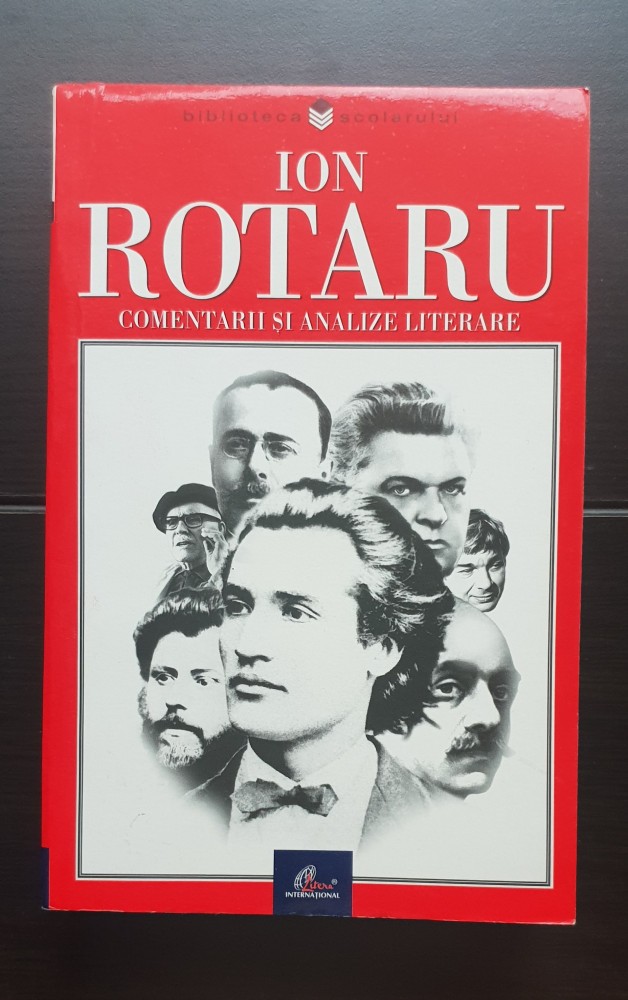 biblioteca școlarului
ION
ROTARU
COMENTARII ȘI ANALIZE LITERARE
Litera®
INTERNAȚIONAL